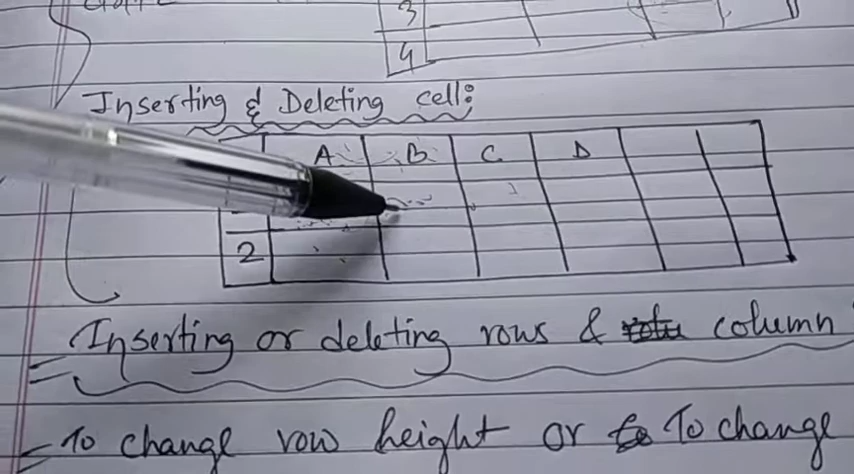 3
4
Inserting & Deleting cell:
A B C D
2
Inserting or deleting rows & column
To change row height or To change